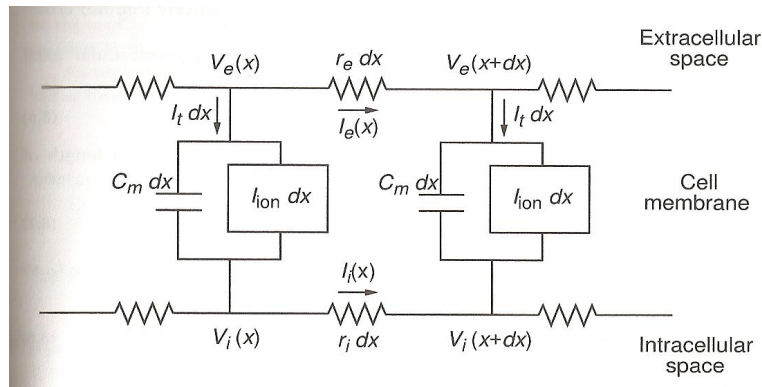 Extracellular
space
V_e(x)
r_e dx
V_e(x+dx)
I_t dx
I_e(x)
I_t dx
C_m dx
I_ion dx
C_m dx
I_ion dx
Cell
membrane
I_i(x)
V_i (x)
r_i dx
V_i (x+dx)
Intracellular
space